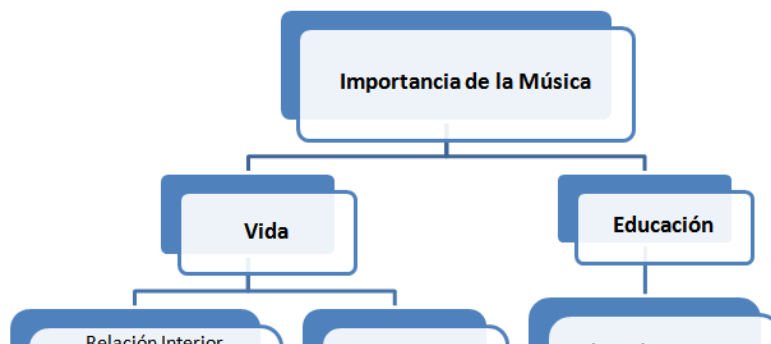 Importancia de la Música
Vida
Educación
Relación Interior